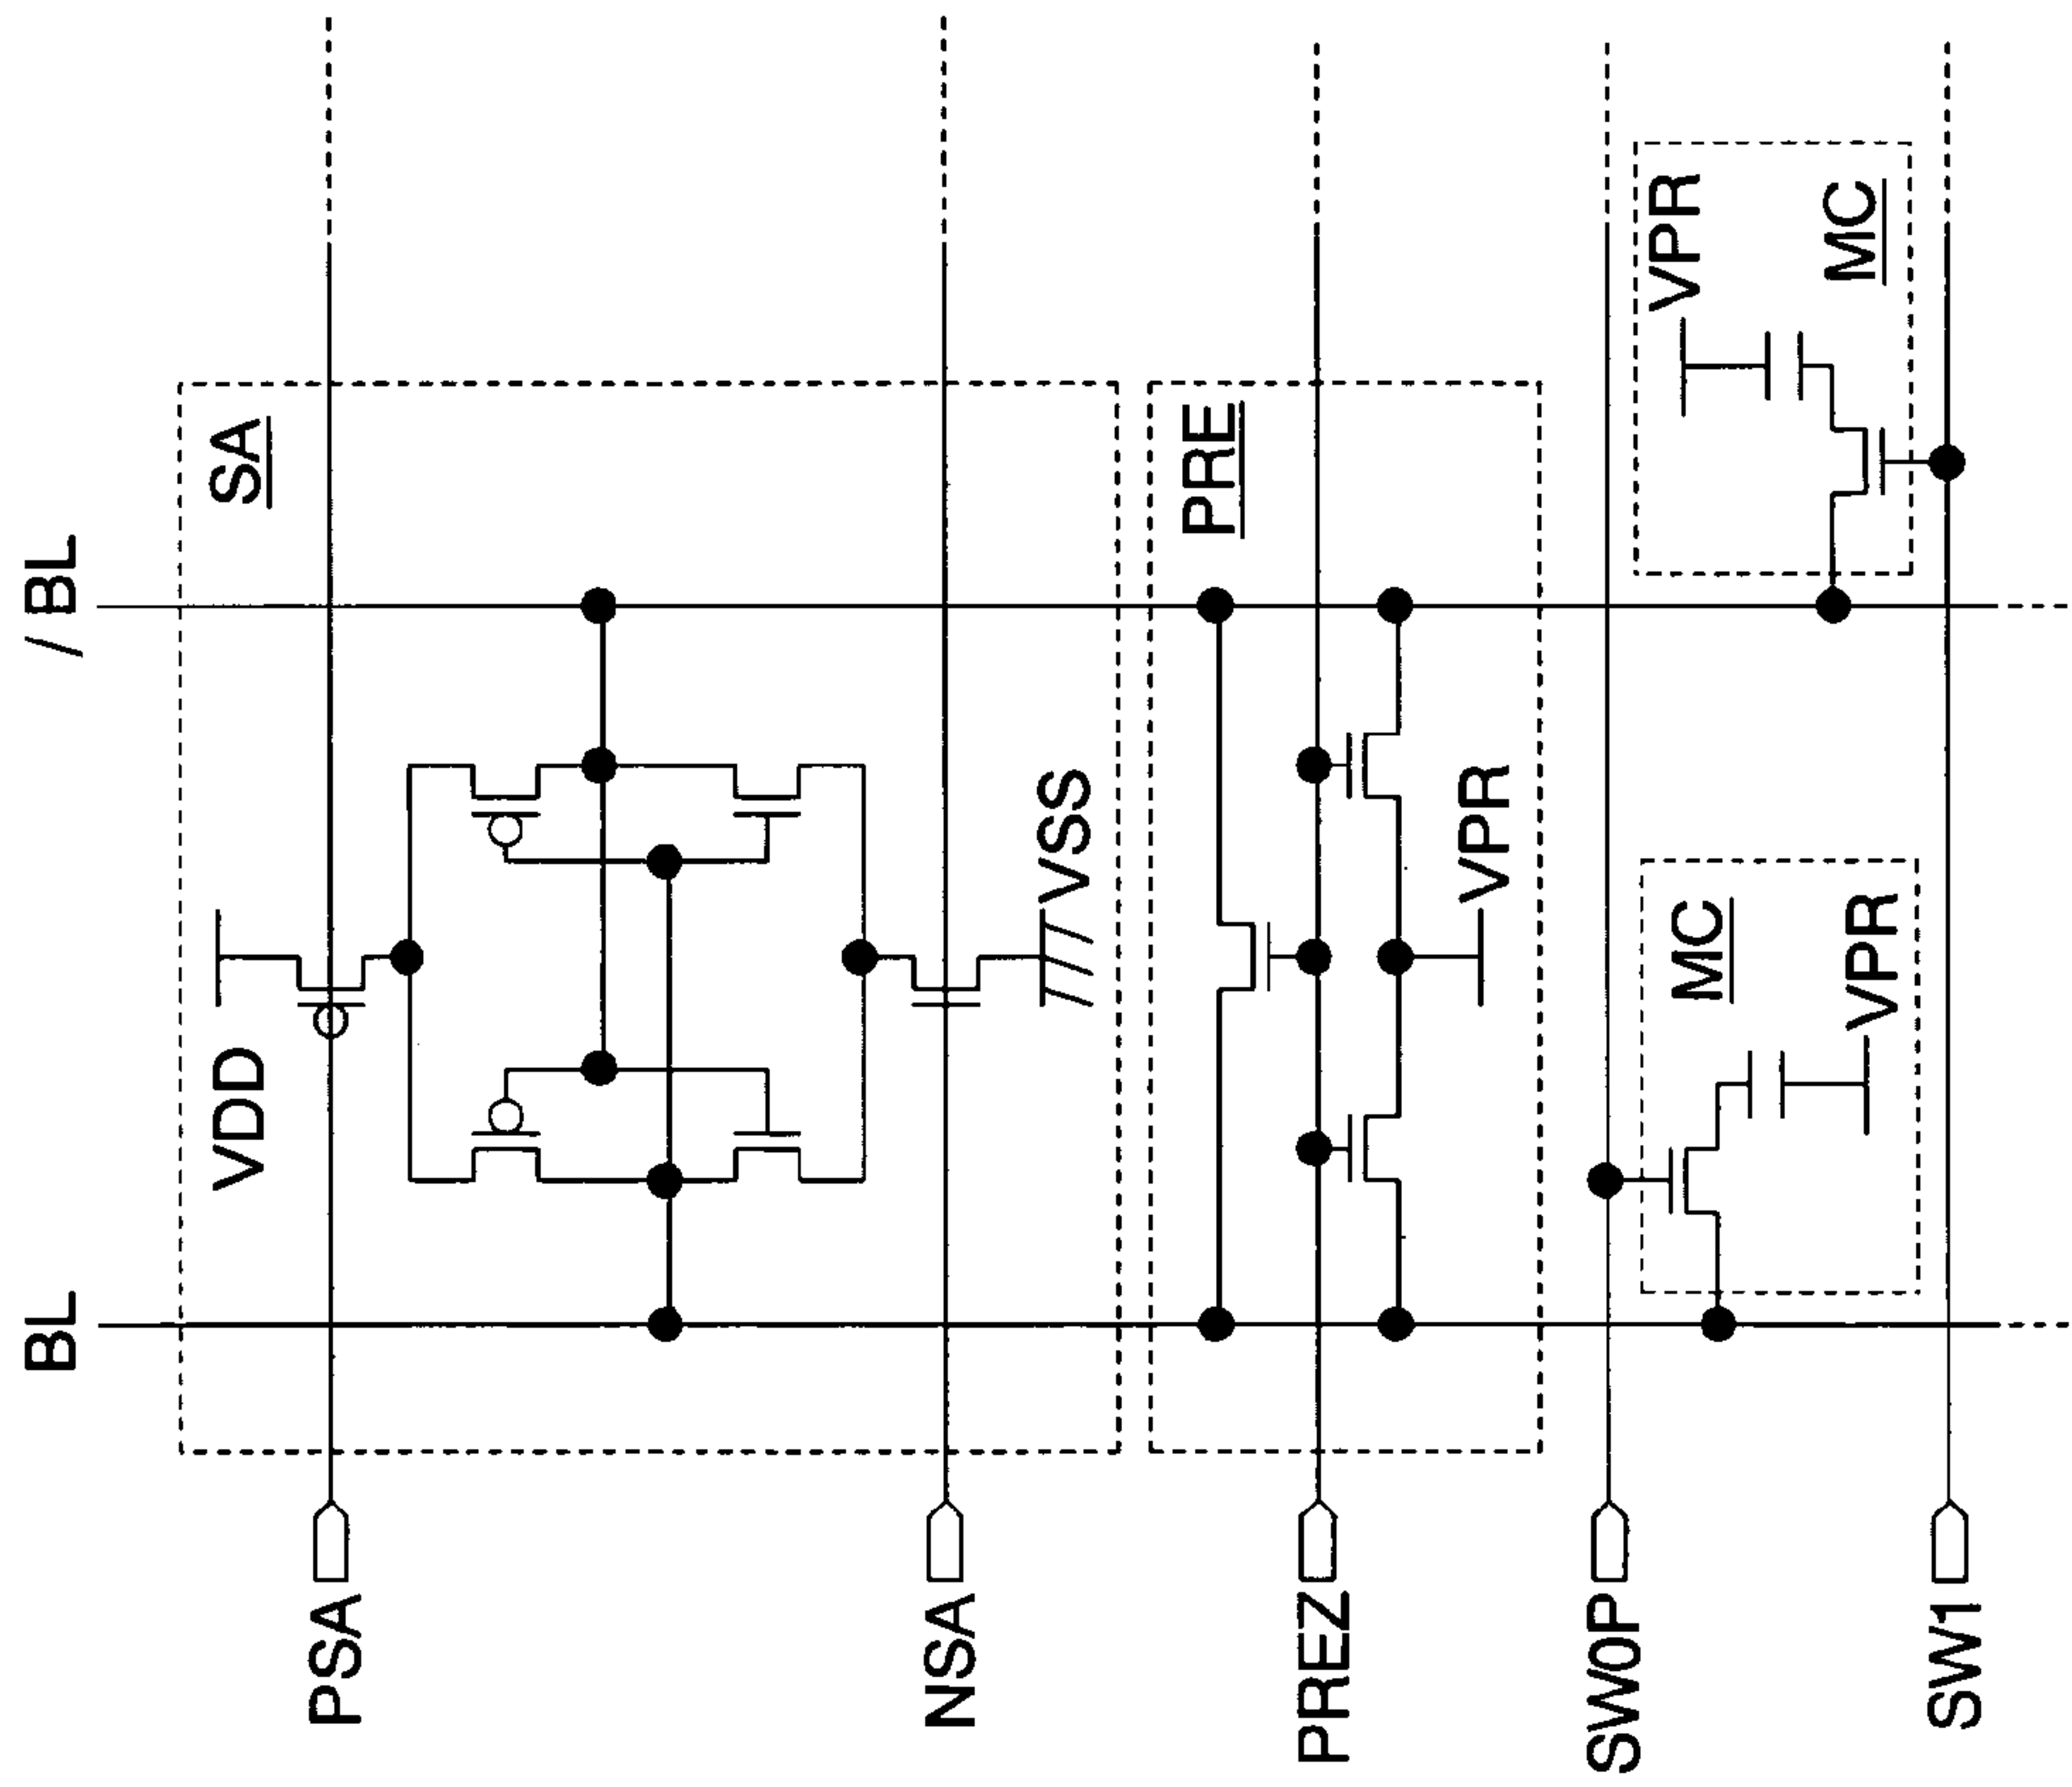 BL
/ BL
VDD
SA
PSA
NSA
VSS
PRE
PREZ
VPR
SW0P
MC
VPR
VPR
MC
SW1